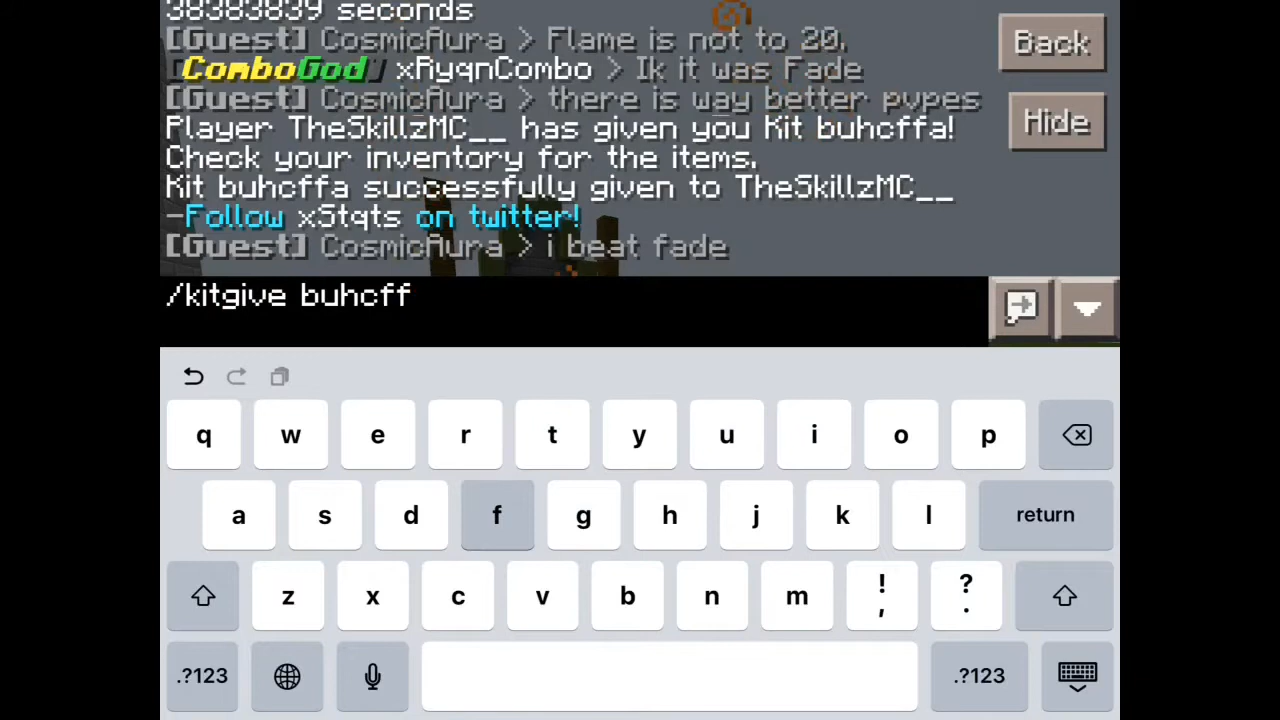 38383839 seconds
[Guest] CosmicAura > Flame is not to 20.
[ComboGod] xRyqnCombo > Ik it was Fade
[Guest] CosmicAura > there is way better pvpes
Player TheSkillzMC__ has given you Kit buhcffa!
Check your inventory for the items.
Kit buhcffa successfully given to TheSkillzMC__
-Follow xStqts on twitter!
[Guest] CosmicAura > i beat fade
Back
Hide
/kitgive buhcff
q w e r t y u i o p
a s d f g h j k l return
z x c v b n m ! , ? .
.?123 .?123